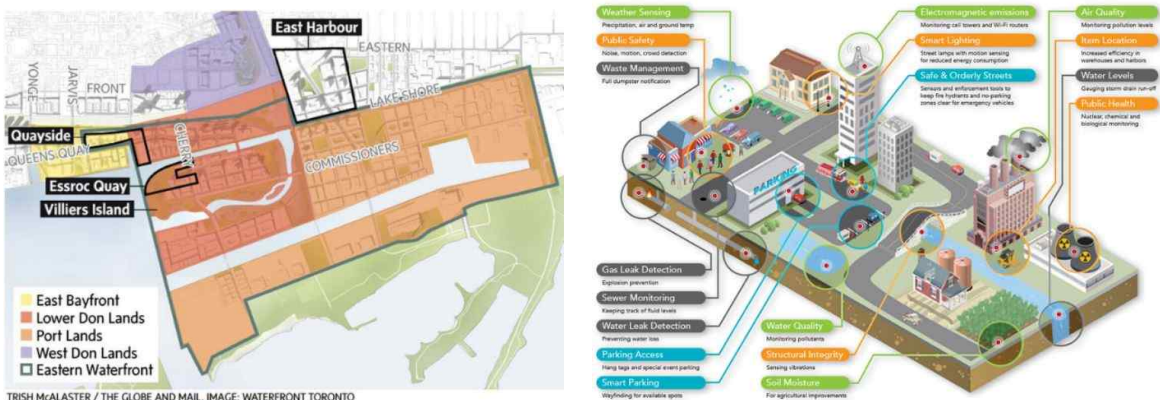 East Harbour
EASTERN
YONGE
JARVIS
FRONT
LAKE SHORE
Quayside
CHERRY
QUEENS QUAY
COMMISSIONERS
Essroc Quay
Villiers Island
East Bayfront
Lower Don Lands
Port Lands
West Don Lands
Eastern Waterfront
TRISH McALASTER / THE GLOBE AND MAIL, IMAGE: WATERFRONT TORONTO
Weather Sensing
Precipitation, air and ground temp
Public Safety
Noise, motion, crowd detection
Waste Management
Full dumpster notification
Electromagnetic emissions
Monitoring cell towers and Wi-Fi routers
Smart Lighting
Street lamps with motion sensing
for reduced energy consumption
Safe & Orderly Streets
Sensors and enforcement tools to
keep fire hydrants and no-parking
zones clear for emergency vehicles
Air Quality
Monitoring pollution levels
Item Location
Increased efficiency in
warehouses and harbors
Water Levels
Gauging storm drain run-off
Public Health
Nuclear, chemical and
biological monitoring
PARKING
Gas Leak Detection
Explosion prevention
Sewer Monitoring
Keeping track of fluid levels
Water Leak Detection
Preventing water loss
Parking Access
Hang tags and special event parking
Smart Parking
Wayfinding for available spots
Water Quality
Monitoring pollutants
Structural Integrity
Sensing vibrations
Soil Moisture
For agricultural improvements